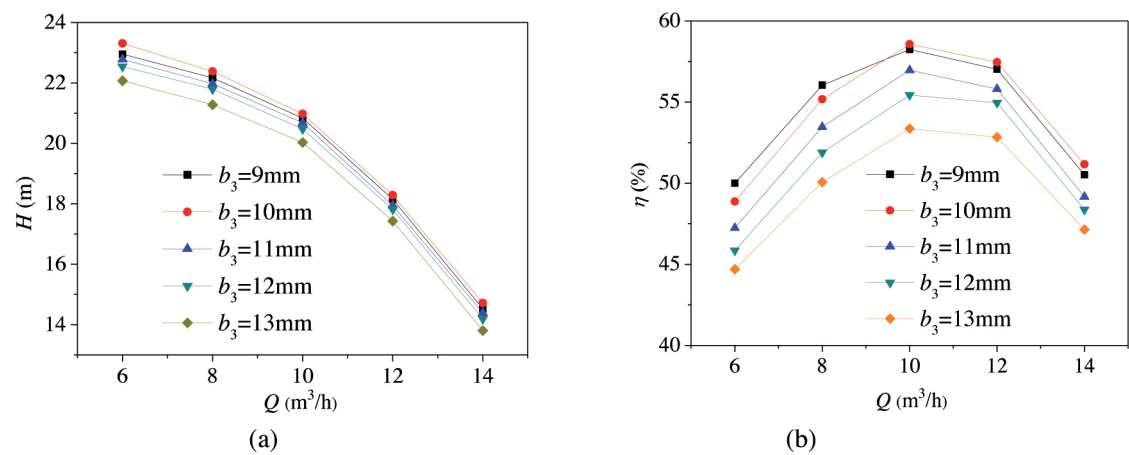 24
22
20
18
16
14
H (m)
b₃=9mm
b₃=10mm
b₃=11mm
b₃=12mm
b₃=13mm
6 8 10 12 14
Q (m³/h)
(a)
60
55
50
45
40
η (%)
b₃=9mm
b₃=10mm
b₃=11mm
b₃=12mm
b₃=13mm
6 8 10 12 14
Q (m³/h)
(b)